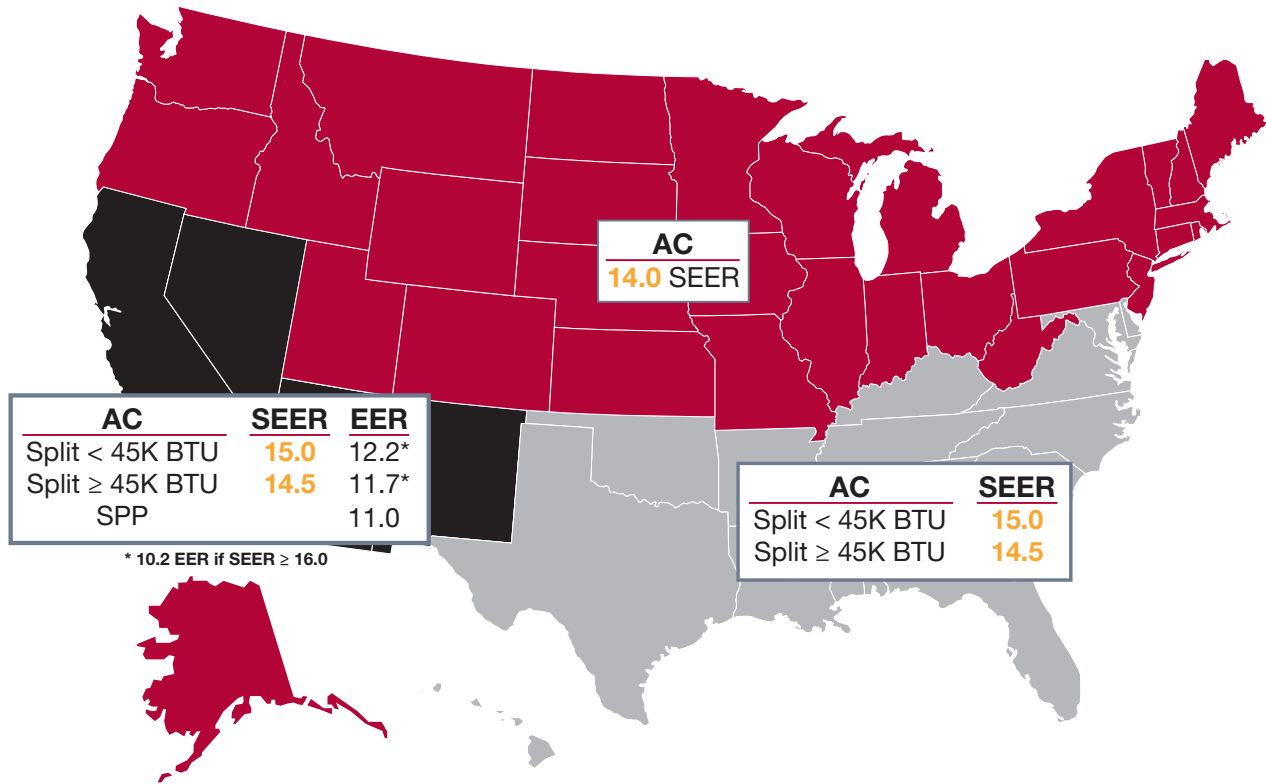 AC
14.0 SEER
AC SEER EER
Split < 45K BTU 15.0 12.2*
Split ≥ 45K BTU 14.5 11.7*
SPP 11.0
* 10.2 EER if SEER ≥ 16.0
AC SEER
Split < 45K BTU 15.0
Split ≥ 45K BTU 14.5